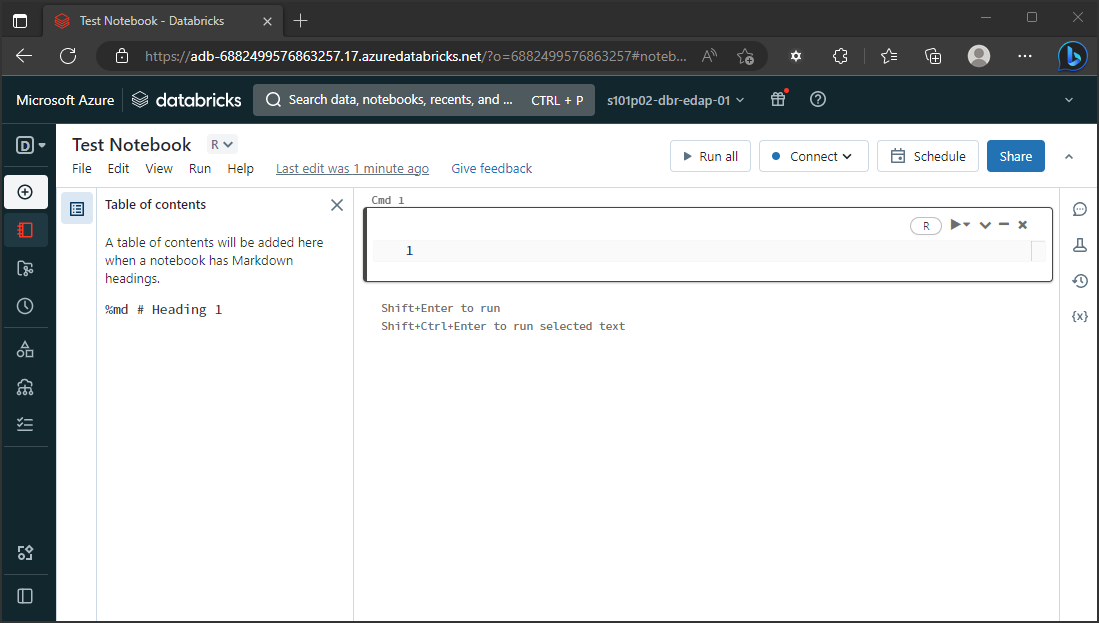 Test Notebook - Databricks
https://adb-6882499576863257.17.azuredatabricks.net/?o=6882499576863257#noteb...
Microsoft Azure databricks Search data, notebooks, recents, and ... CTRL + P s101p02-dbr-edap-01
D
Test Notebook R
File Edit View Run Help Last edit was 1 minute ago Give feedback
Run all Connect Schedule Share
Table of contents
A table of contents will be added here
when a notebook has Markdown
headings.
%md # Heading 1
Cmd 1
R
1
Shift+Enter to run
Shift+Ctrl+Enter to run selected text
{x}